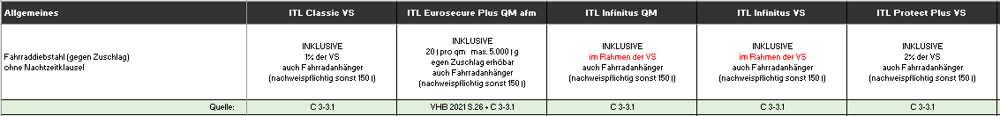 Allgemeines ITL Classic VS ITL Eurosecure Plus QM afm ITL Infinitus QM ITL Infinitus VS ITL Protect Plus VS
Fahrraddiebstahl (gegen Zuschlag)
ohne Nachtzeitklausel
INKLUSIVE
1% der VS
auch Fahrradanhänger
(nachweispflichtig sonst 150 |)
INKLUSIVE
20 | pro qm max. 5.000 | g
egen Zuschlag erhöbar
auch Fahrradanhänger
(nachweispflichtig sonst 150 |)
INKLUSIVE
im Rahmen der VS
auch Fahrradanhänger
(nachweispflichtig sonst 150 |)
INKLUSIVE
im Rahmen der VS
auch Fahrradanhänger
(nachweispflichtig sonst 150 |)
INKLUSIVE
2% der VS
auch Fahrradanhänger
(nachweispflichtig sonst 150 |)
Quelle: C 3-3.1 VHB 2021 S.26 + C 3-3.1 C 3-3.1 C 3-3.1 C 3-3.1